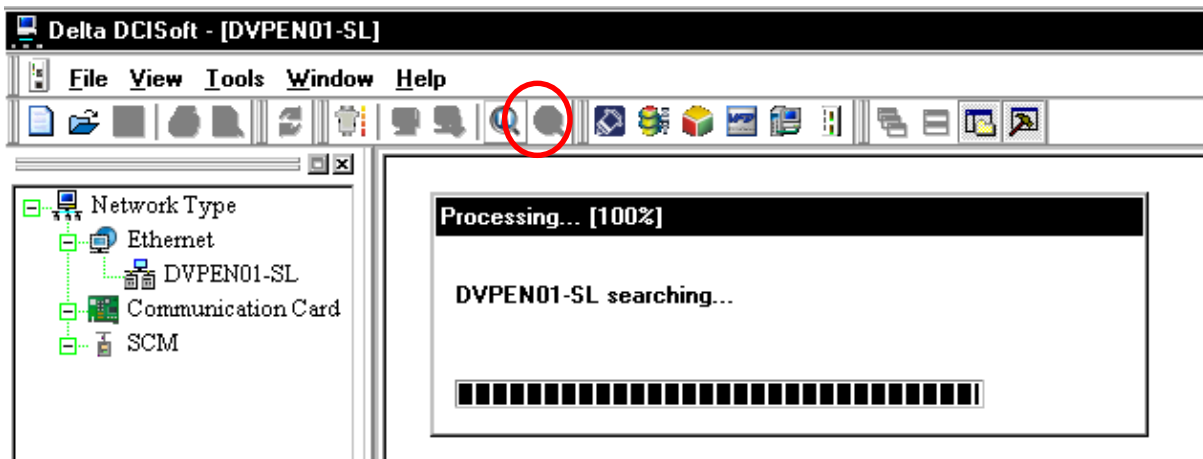 Delta DCISoft - [DVPEN01-SL]
File View Tools Window Help
Network Type
Ethernet
DVPEN01-SL
Communication Card
SCM
Processing... [100%]
DVPEN01-SL searching...